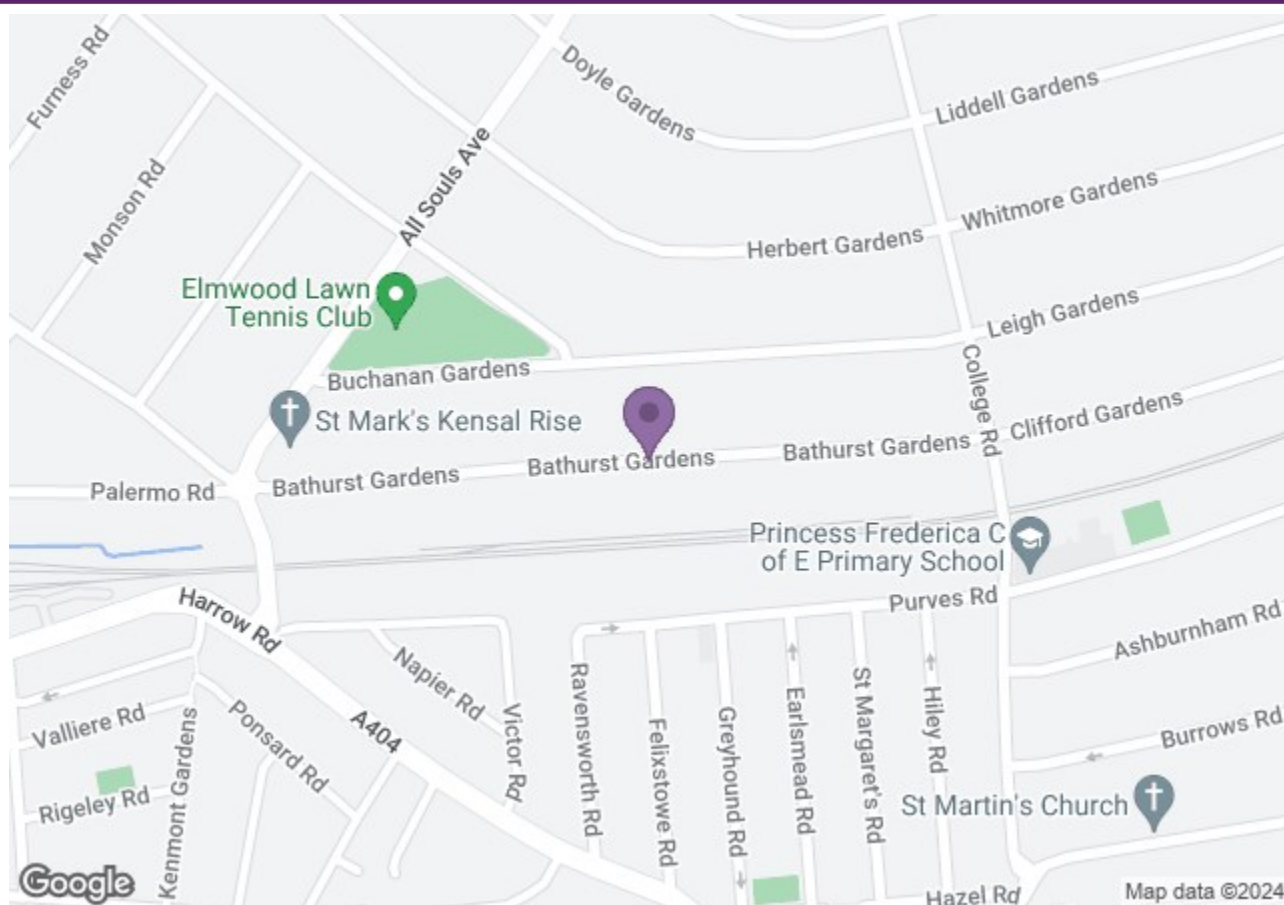 Furness Rd
Doyle Gardens
Liddell Gardens
Monson Rd
All Souls Ave
Whitmore Gardens
Herbert Gardens
Elmwood Lawn
Tennis Club
Leigh Gardens
Buchanan Gardens
College Rd
St Mark's Kensal Rise
Clifford Gardens
Bathurst Gardens
Bathurst Gardens
Bathurst Gardens
Palermo Rd
Princess Frederica C
of E Primary School
Harrow Rd
Purves Rd
Ashburnham Rd
Napier Rd
Ravensworth Rd
Victor Rd
Felixstowe Rd
Greyhound Rd
Earlsmead Rd
St Margaret's Rd
Hiley Rd
Valliere Rd
Ponsard Rd
A404
Kenmont Gardens
Burrows Rd
Rigeley Rd
St Martin's Church
Google
Hazel Rd
Map data ©2024